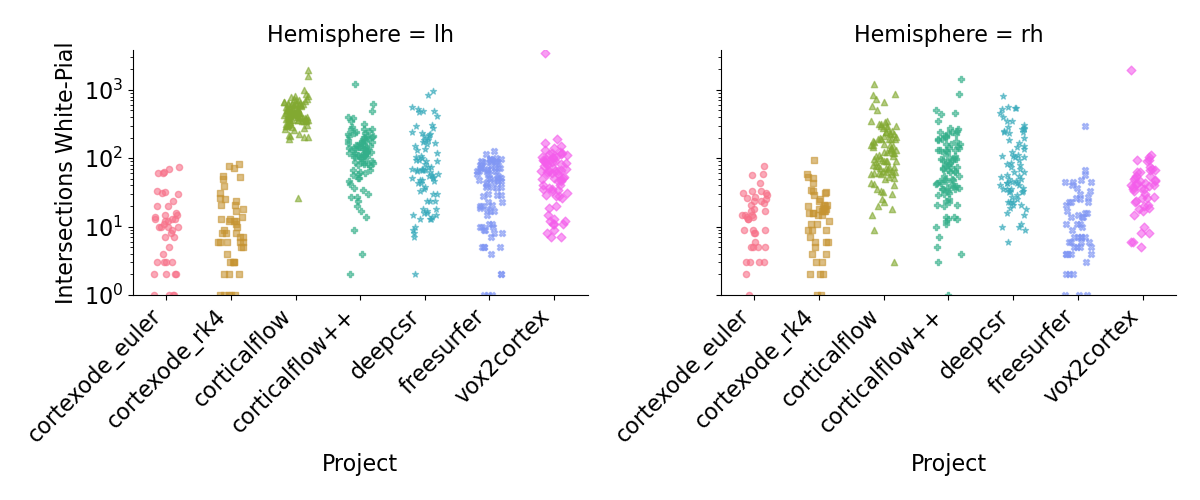 Hemisphere = lh
Hemisphere = rh
Intersections White-Pial
10³
10²
10¹
10⁰
cortexode_euler
cortexode_rk4
corticalflow
corticalflow++
deepcsr
freesurfer
vox2cortex
cortexode_euler
cortexode_rk4
corticalflow
corticalflow++
deepcsr
freesurfer
vox2cortex
Project
Project